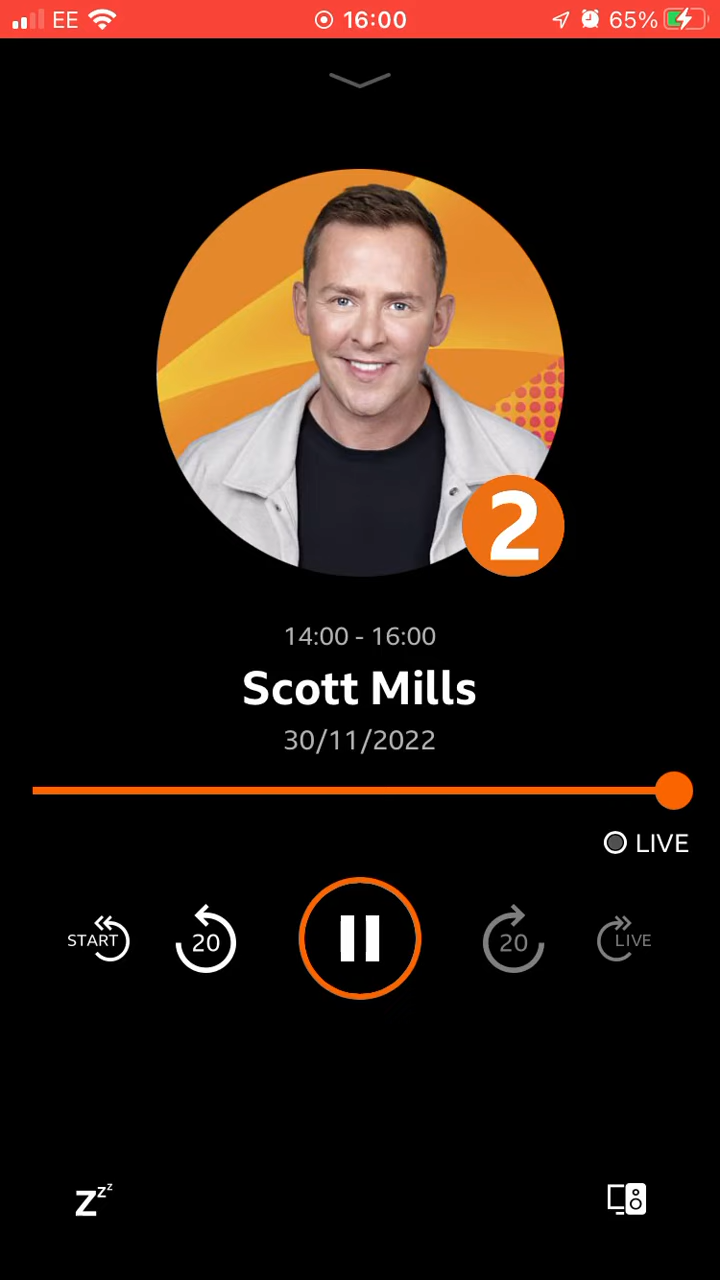 EE 16:00 65%
2
14:00 - 16:00
Scott Mills
30/11/2022
LIVE
START 20 20 LIVE
Zzz